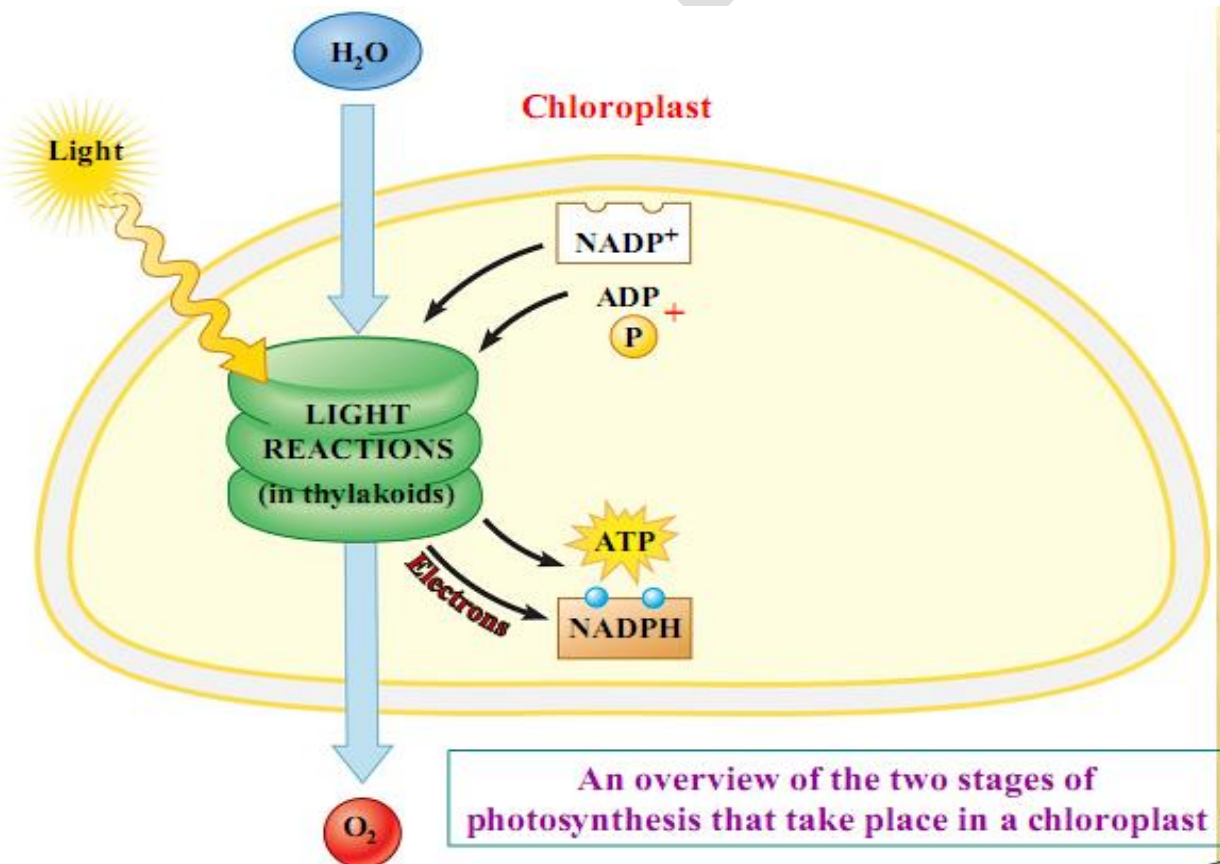 H₂O
Chloroplast
Light
NADP⁺
ADP
+
P
LIGHT
REACTIONS
(in thylakoids)
ATP
Electrons
NADPH
O₂
An overview of the two stages of
photosynthesis that take place in a chloroplast